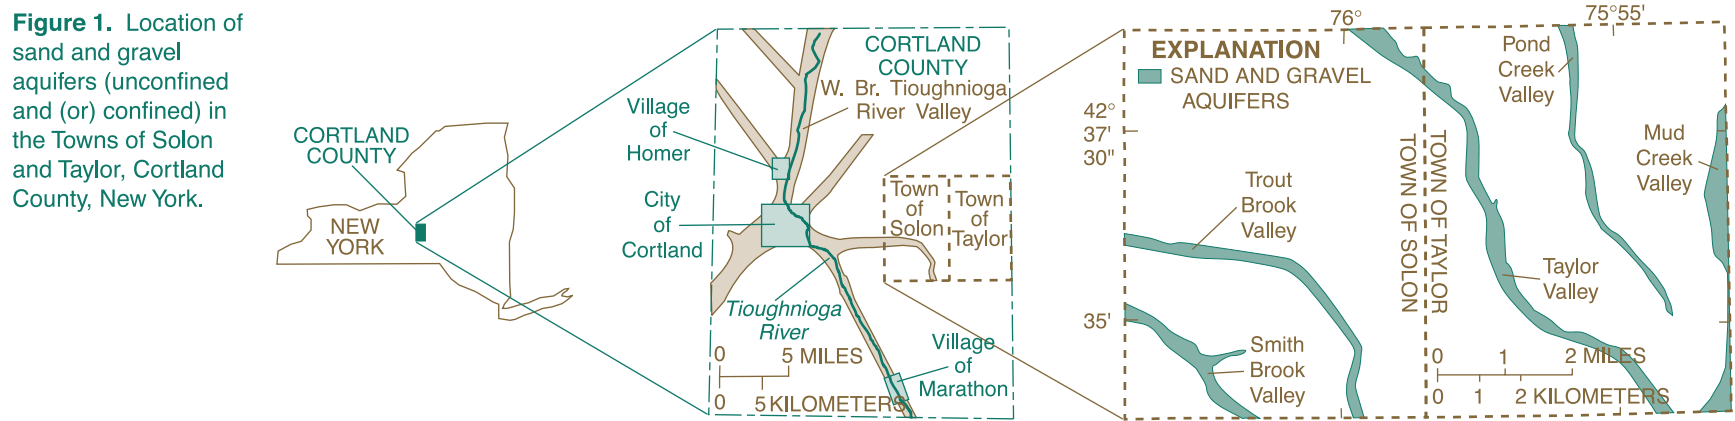 Figure 1. Location of
sand and gravel
aquifers (unconfined
and (or) confined) in
the Towns of Solon
and Taylor, Cortland
County, New York.
CORTLAND
COUNTY
NEW
YORK
CORTLAND
COUNTY
W. Br. Tioughnioga
River Valley
Village
of
Homer
City
of
Cortland
Town
of
Solon
Town
of
Taylor
Tioughnioga
River
Village
of
Marathon
0 5 MILES
0 5 KILOMETERS
76°
75°55'
EXPLANATION
SAND AND GRAVEL
AQUIFERS
42°
37'
30"
35'
Pond
Creek
Valley
Mud
Creek
Valley
TOWN OF SOLON
TOWN OF TAYLOR
Trout
Brook
Valley
Taylor
Valley
Smith
Brook
Valley
0 1 2 MILES
0 1 2 KILOMETERS